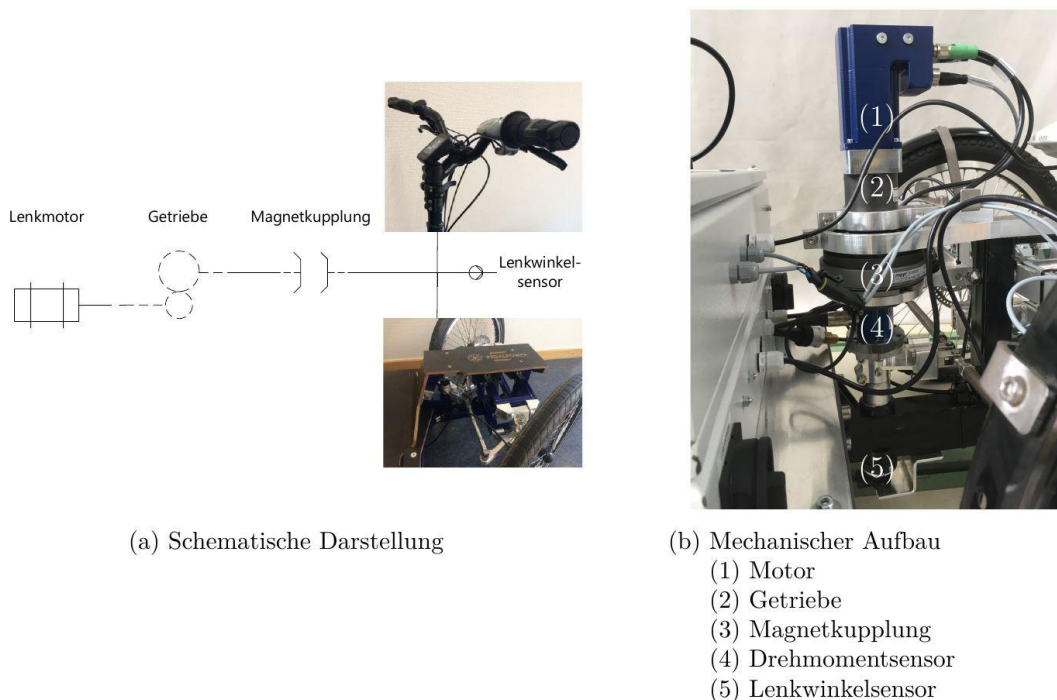 Lenkmotor
Getriebe
Magnetkupplung
Lenkwinkel-
sensor
(1)
(2)
(3)
(4)
(5)
(a) Schematische Darstellung
(b) Mechanischer Aufbau
(1) Motor
(2) Getriebe
(3) Magnetkupplung
(4) Drehmomentsensor
(5) Lenkwinkelsensor